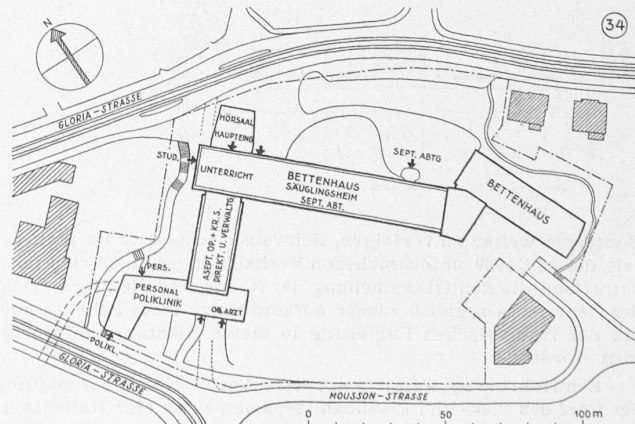 34
N
GLORIA-STRASSE
HÖRSAAL
HAUPTEING.
STUD.
UNTERRICHT
BETTENHAUS
SÄUGLINGSHEIM
SEPT. ABT.
SEPT. ABTG
BETTENHAUS
ASEPT. OP. + KR. S.
DIREKT. U. VERWALTG
PERS.
PERSONAL
POLIKLINIK
OB. ARZT
POLIKL.
GLORIA-STRASSE
MOUSSON-STRASSE
50
100 m